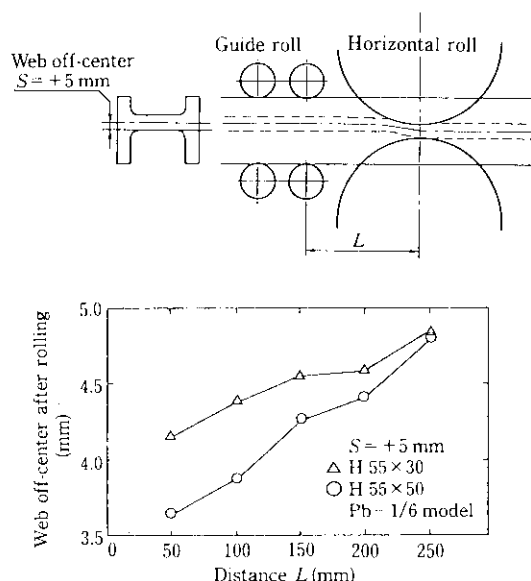 Guide roll
Horizontal roll
Web off-center
S = +5 mm
L
Web off-center after rolling
(mm)
5.0
4.5
4.0
3.5
0
50
100
150
200
250
S = +5 mm
△ H 55×30
○ H 55×50
Pb− 1/6 model
Distance L (mm)